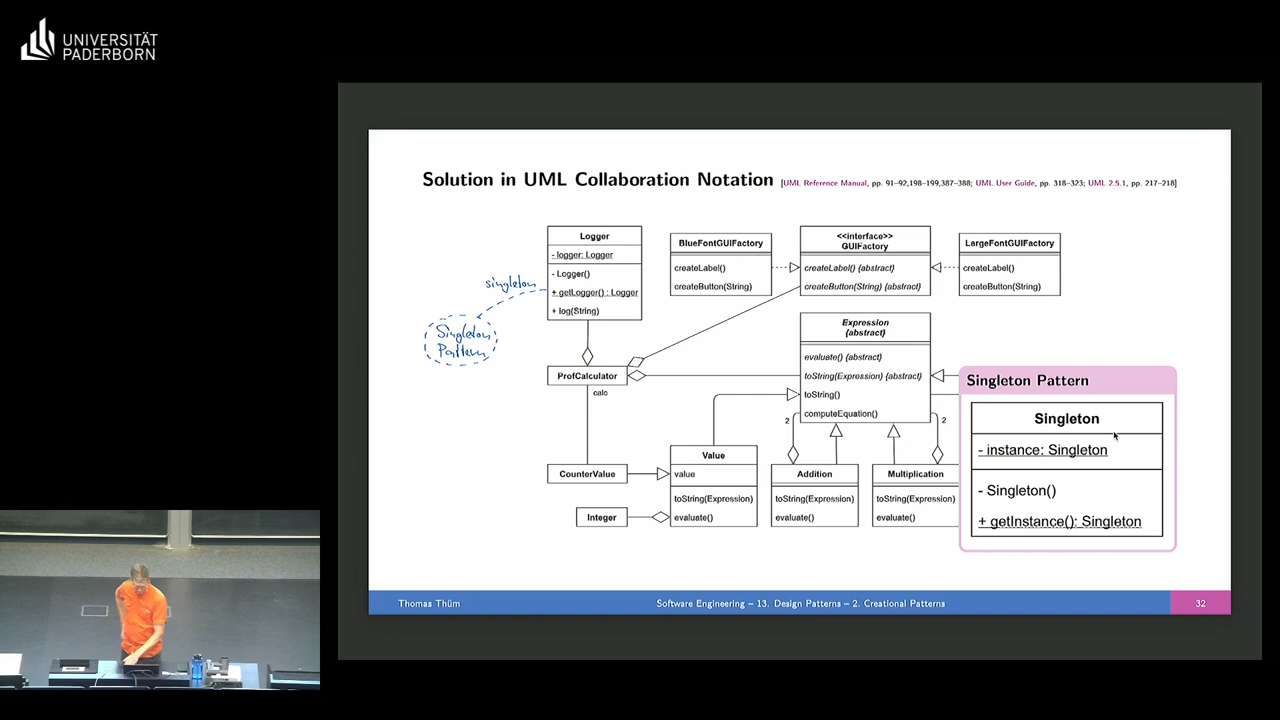 UNIVERSITÄT
PADERBORN
Solution in UML Collaboration Notation [UML Reference Manual, pp. 91–92,198–199,387–388; UML User Guide, pp. 318–323; UML 2.5.1, pp. 217–218]
Logger
- logger: Logger
- Logger()
+ getLogger() : Logger
+ log(String)
BlueFontGUIFactory
createLabel()
createButton(String)
<<interface>>
GUIFactory
createLabel() {abstract}
createButton(String) {abstract}
LargeFontGUIFactory
createLabel()
createButton(String)
singleton
Singleton
Pattern
Expression
{abstract}
evaluate() {abstract}
toString(Expression) {abstract}
toString()
computeEquation()
ProfCalculator
calc
2
2
Singleton Pattern
Singleton
- instance: Singleton
- Singleton()
+ getInstance(): Singleton
CounterValue
Value
value
toString(Expression)
evaluate()
Addition
toString(Expression)
evaluate()
Multiplication
toString(Expression)
evaluate()
Integer
Thomas Thüm
Software Engineering – 13. Design Patterns – 2. Creational Patterns
32